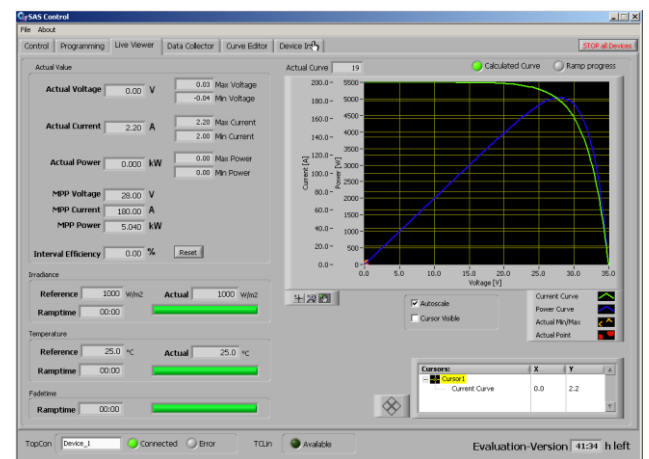 SAS Control
File About
Control Programming Live Viewer Data Collector Curve Editor Device STOP all Devices
Actual Value
Actual Curve 19 Calculated Curve Ramp progress
Actual Voltage 0.00 V
0.03 Max Voltage
-0.04 Min Voltage
Actual Current 2.20 A
2.20 Max Current
2.00 Min Current
Actual Power 0.000 kW
0.00 Max Power
0.00 Min Power
MPP Voltage 28.00 V
MPP Current 180.00 A
MPP Power 5.040 kW
Interval Efficiency 0.00 % Reset
Current [A]
200.0
180.0
160.0
140.0
120.0
100.0
80.0
60.0
40.0
20.0
0.0
Power [W]
5500
5000
4500
4000
3500
3000
2500
2000
1500
1000
500
0
0.0 5.0 10.0 15.0 20.0 25.0 30.0 35.0
Voltage [V]
Irradiance
Reference 1000 W/m2 Actual 1000 W/m2
Ramptime 00:00
Temperature
Reference 25.0 °C Actual 25.0 °C
Ramptime 00:00
Fadetime
Ramptime 00:00
Autoscale
Cursor Visible
Current Curve
Power Curve
Actual Min/Max
Actual Point
Cursors: X Y
Cursor1
Current Curve 0.0 2.2
TopCon Device_1 Connected Error TCLin Available Evaluation-Version 41:34 h left